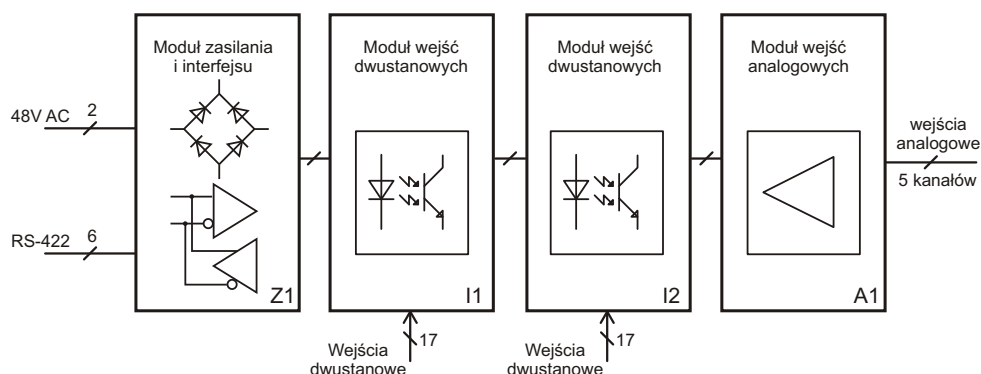 Moduł zasilania
i interfejsu
48V AC
2
RS-422
6
Z1
Moduł wejść
dwustanowych
I1
17
Wejścia
dwustanowe
Moduł wejść
dwustanowych
I2
17
Wejścia
dwustanowe
Moduł wejść
analogowych
A1
wejścia
analogowe
5 kanałów